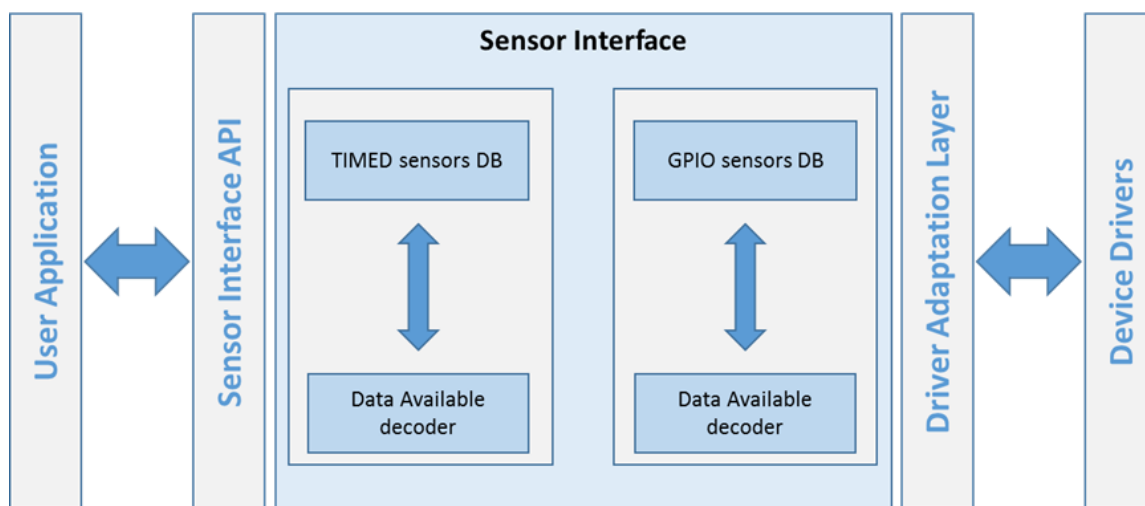 User Application
Sensor Interface API
Sensor Interface
TIMED sensors DB
Data Available
decoder
GPIO sensors DB
Data Available
decoder
Driver Adaptation Layer
Device Drivers